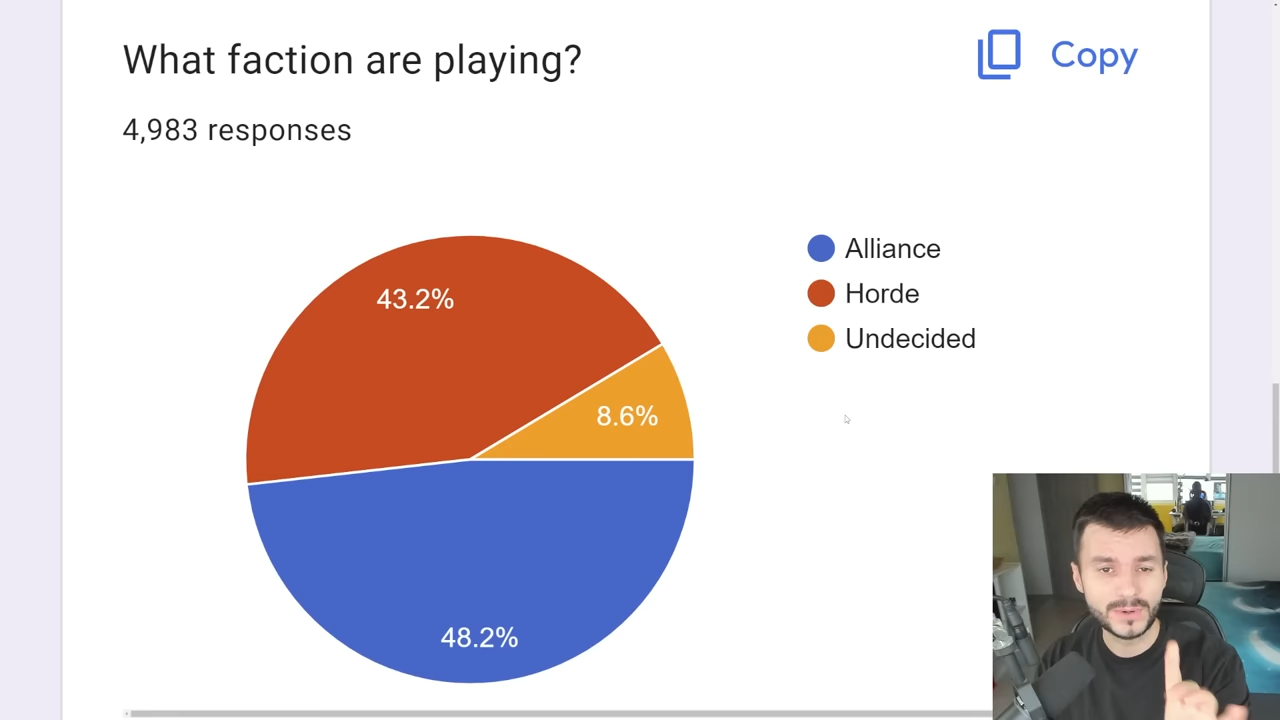 What faction are playing?
Copy
4,983 responses
Alliance
Horde
Undecided
43.2%
8.6%
48.2%